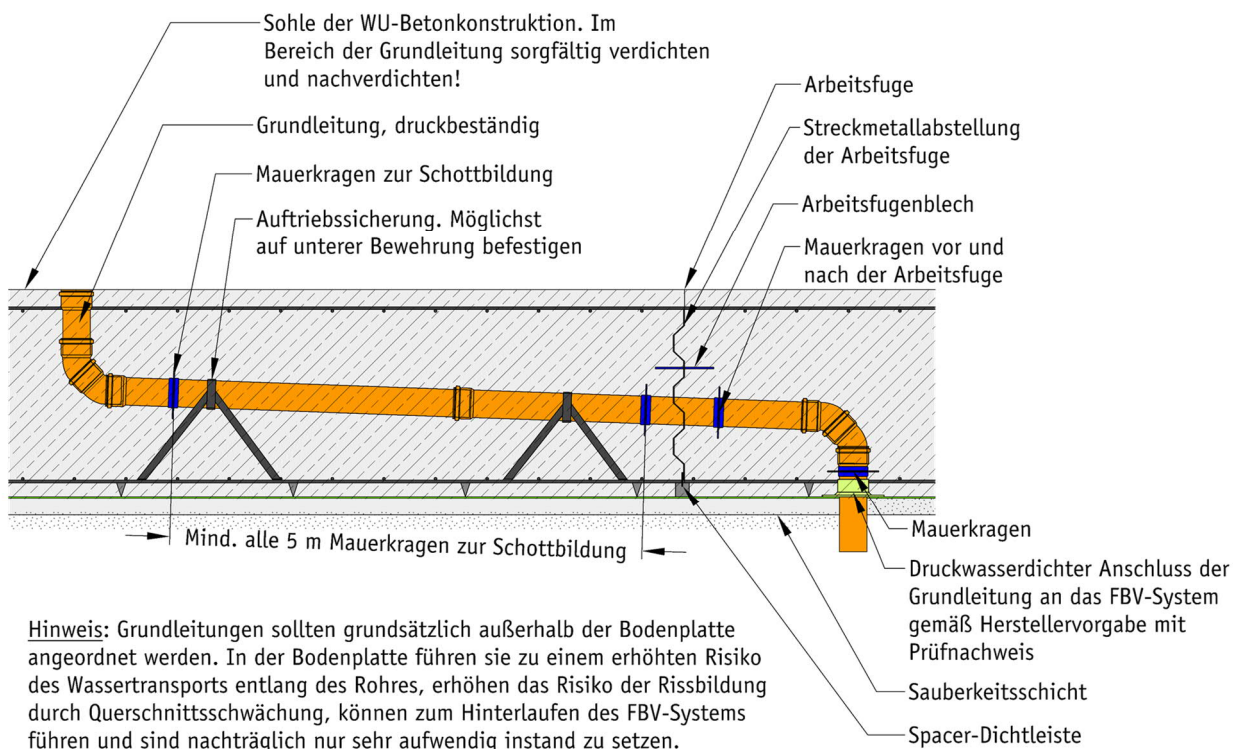 Sohle der WU-Betonkonstruktion. Im
Bereich der Grundleitung sorgfältig verdichten
und nachverdichten!
Grundleitung, druckbeständig
Mauerkragen zur Schottbildung
Auftriebssicherung. Möglichst
auf unterer Bewehrung befestigen
Arbeitsfuge
Streckmetallabstellung
der Arbeitsfuge
Arbeitsfugenblech
Mauerkragen vor und
nach der Arbeitsfuge
Mind. alle 5 m Mauerkragen zur Schottbildung
Mauerkragen
Druckwasserdichter Anschluss der
Grundleitung an das FBV-System
gemäß Herstellervorgabe mit
Prüfnachweis
Sauberkeitsschicht
Spacer-Dichtleiste
Hinweis: Grundleitungen sollten grundsätzlich außerhalb der Bodenplatte
angeordnet werden. In der Bodenplatte führen sie zu einem erhöhten Risiko
des Wassertransports entlang des Rohres, erhöhen das Risiko der Rissbildung
durch Querschnittsschwächung, können zum Hinterlaufen des FBV-Systems
führen und sind nachträglich nur sehr aufwendig instand zu setzen.